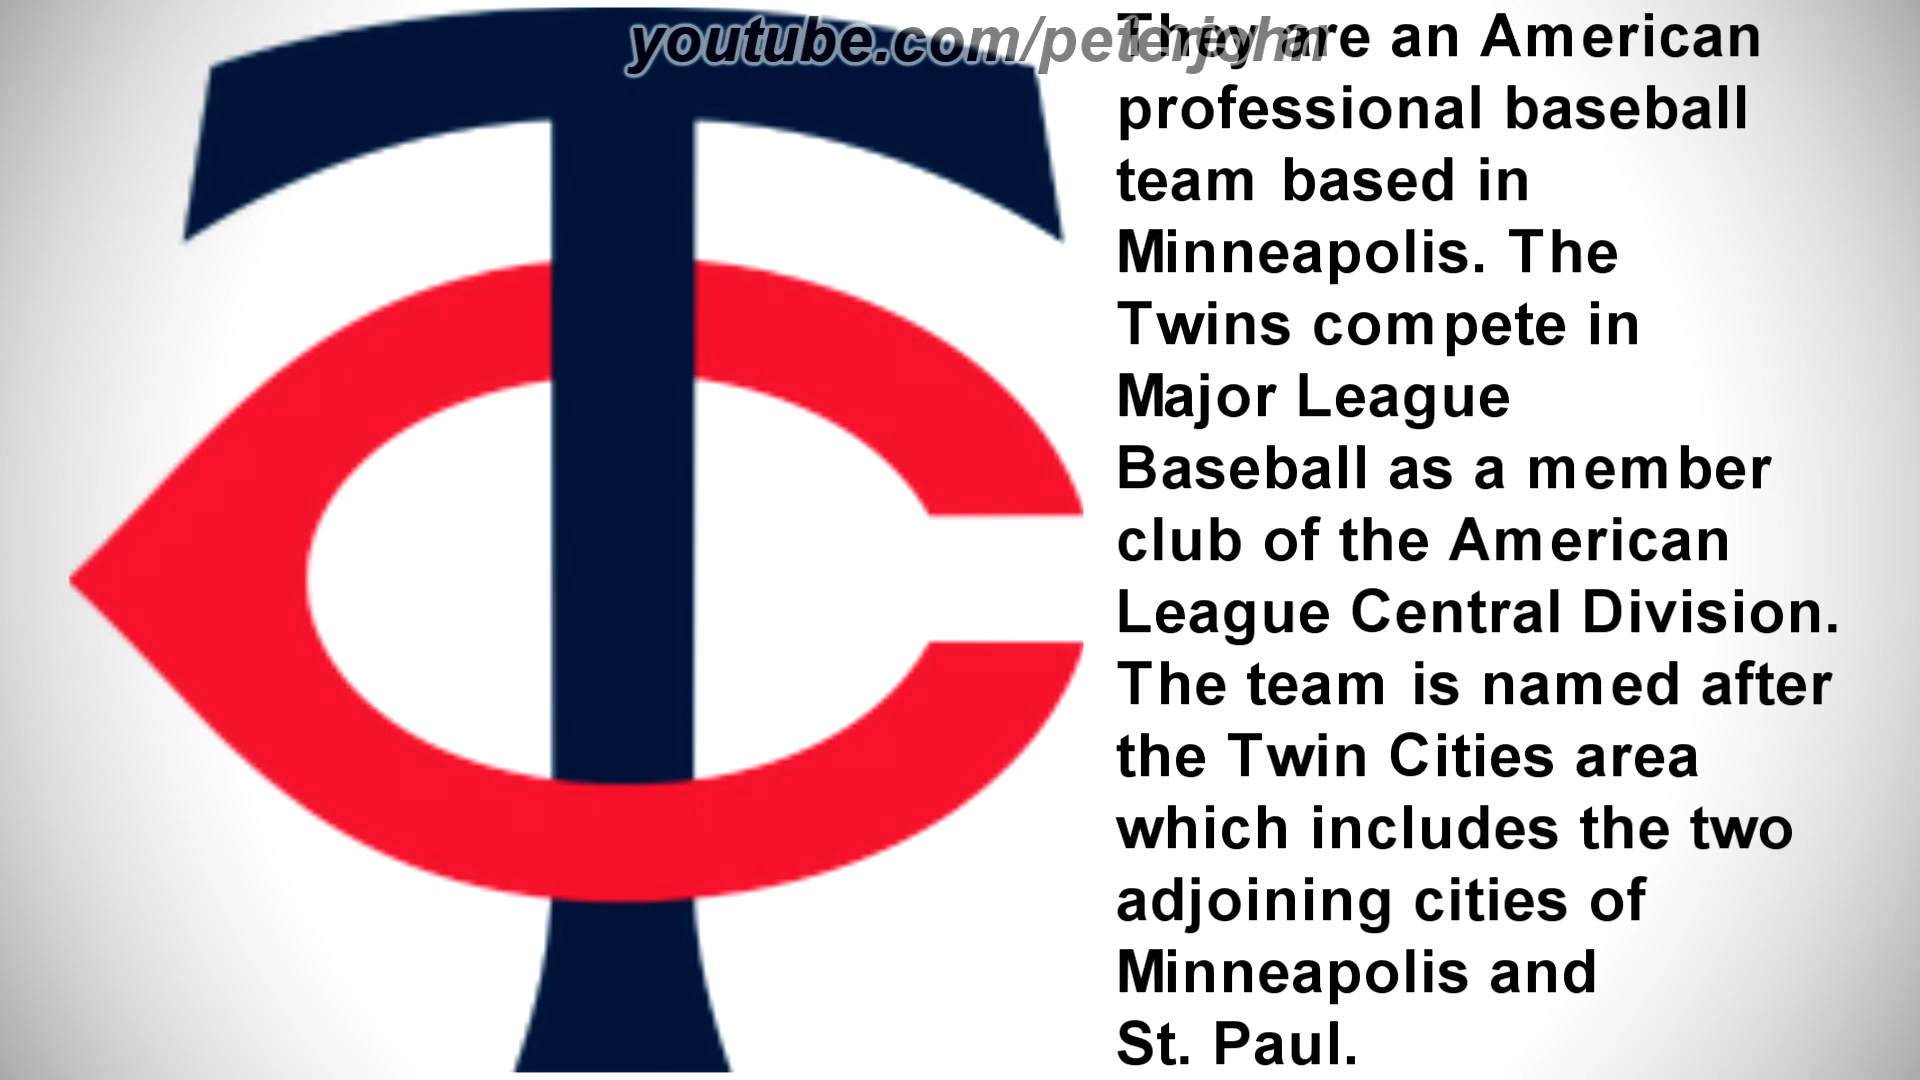 youtube.com/peterjohn
They are an American
professional baseball
team based in
Minneapolis. The
Twins compete in
Major League
Baseball as a member
club of the American
League Central Division.
The team is named after
the Twin Cities area
which includes the two
adjoining cities of
Minneapolis and
St. Paul.
TC